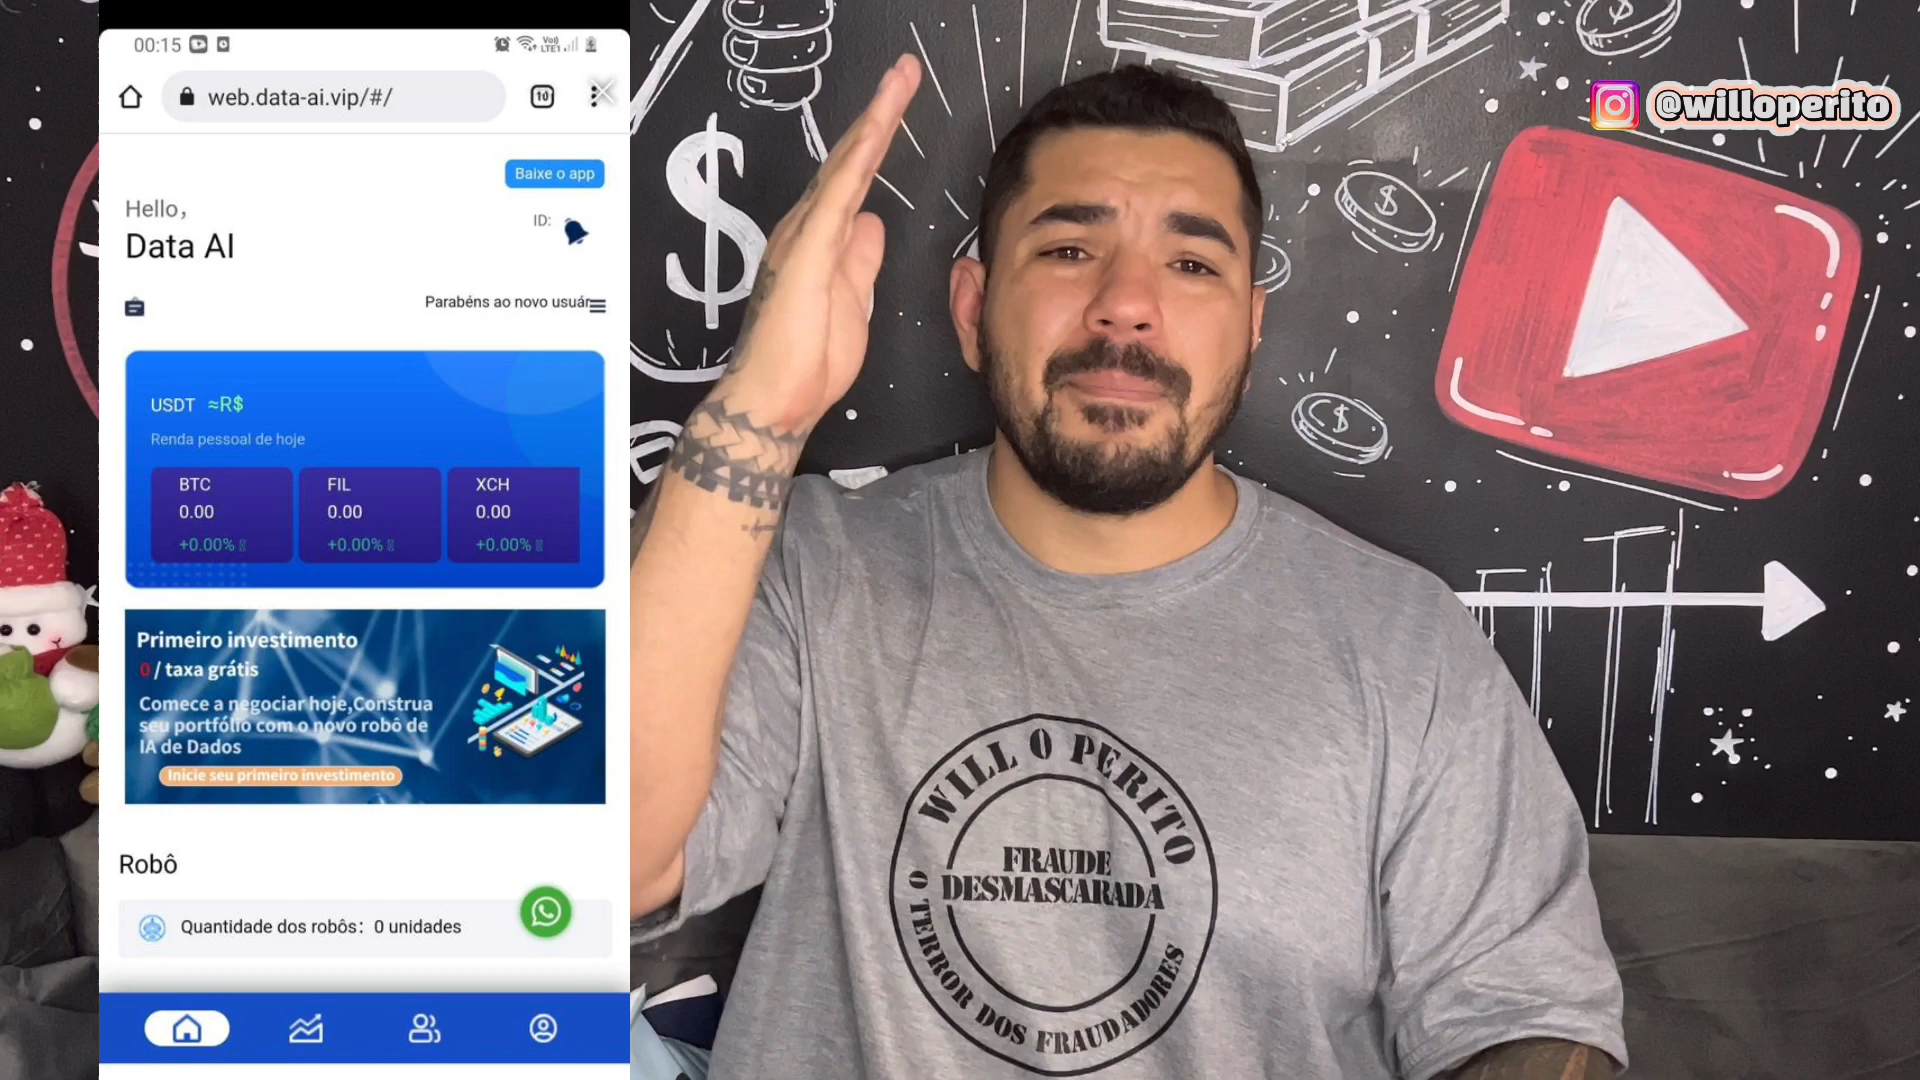 00:15
Vo)
LTE1
web.data-ai.vip/#/
10
Baixe o app
Hello,
ID:
Data AI
Parabéns ao novo usuár
USDT ≈R$
Renda pessoal de hoje
BTC
0.00
+0.00%
FIL
0.00
+0.00%
XCH
0.00
+0.00%
Primeiro investimento
0 / taxa grátis
Comece a negociar hoje,Construa
seu portfólio com o novo robô de
IA de Dados
Inicie seu primeiro investimento
Robô
Quantidade dos robôs: 0 unidades
@willoperito
$
$
$
$
WILL O PERITO
FRAUDE
DESMASCARADA
O TERROR DOS FRAUDADORES